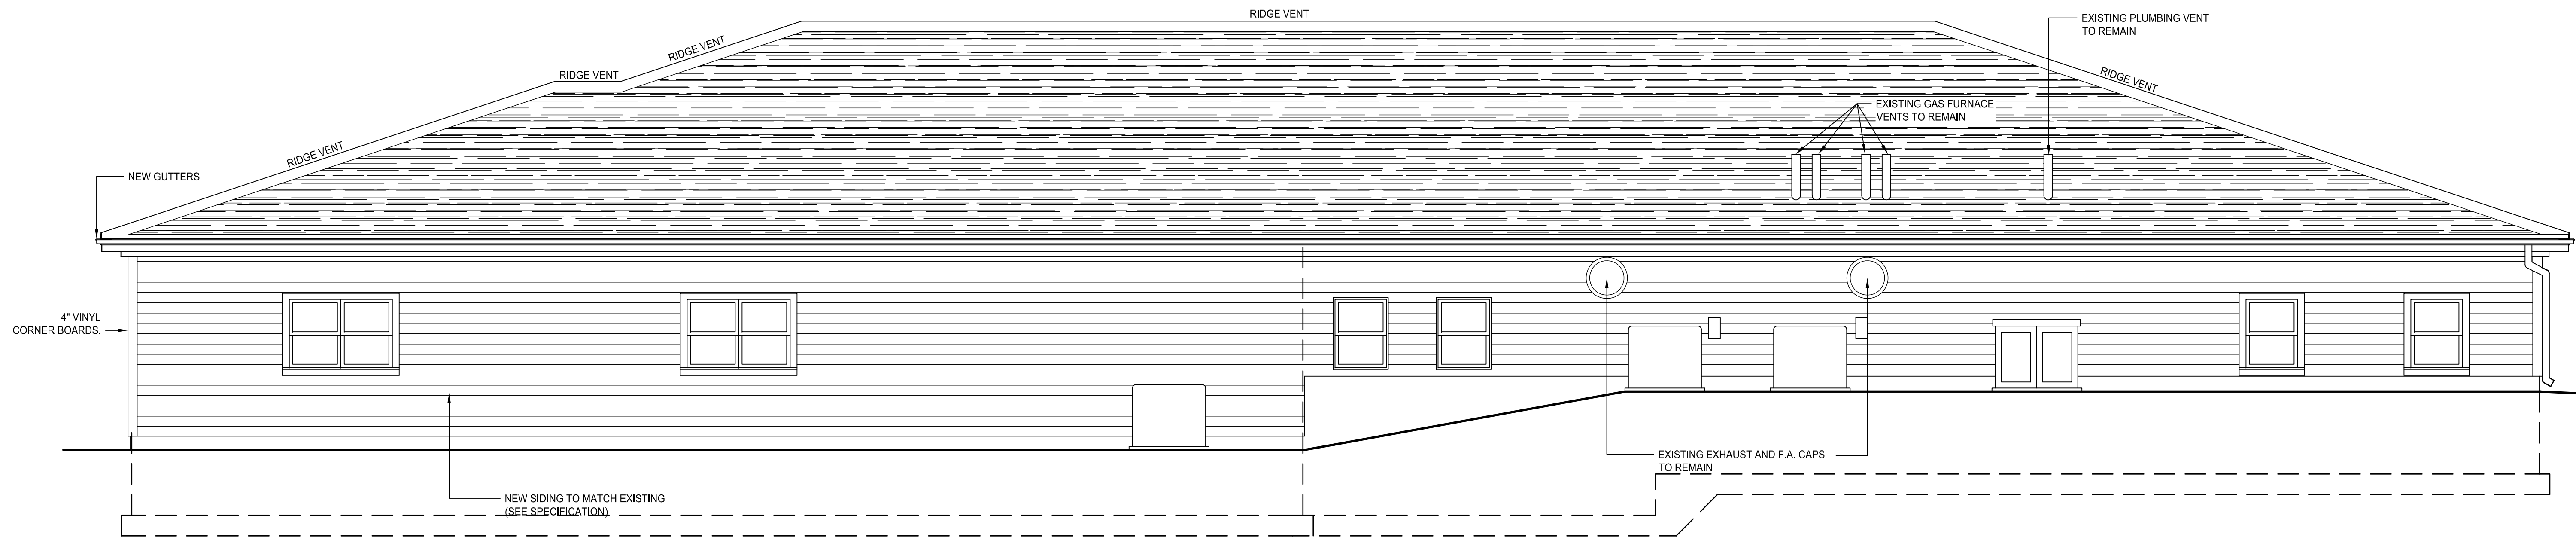 RIDGE VENT
EXISTING PLUMBING VENT
TO REMAIN
RIDGE VENT
RIDGE VENT
RIDGE VENT
EXISTING GAS FURNACE
VENTS TO REMAIN
RIDGE VENT
NEW GUTTERS
4" VINYL
CORNER BOARDS.
EXISTING EXHAUST AND F.A. CAPS
TO REMAIN
NEW SIDING TO MATCH EXISTING
(SEE SPECIFICATION)